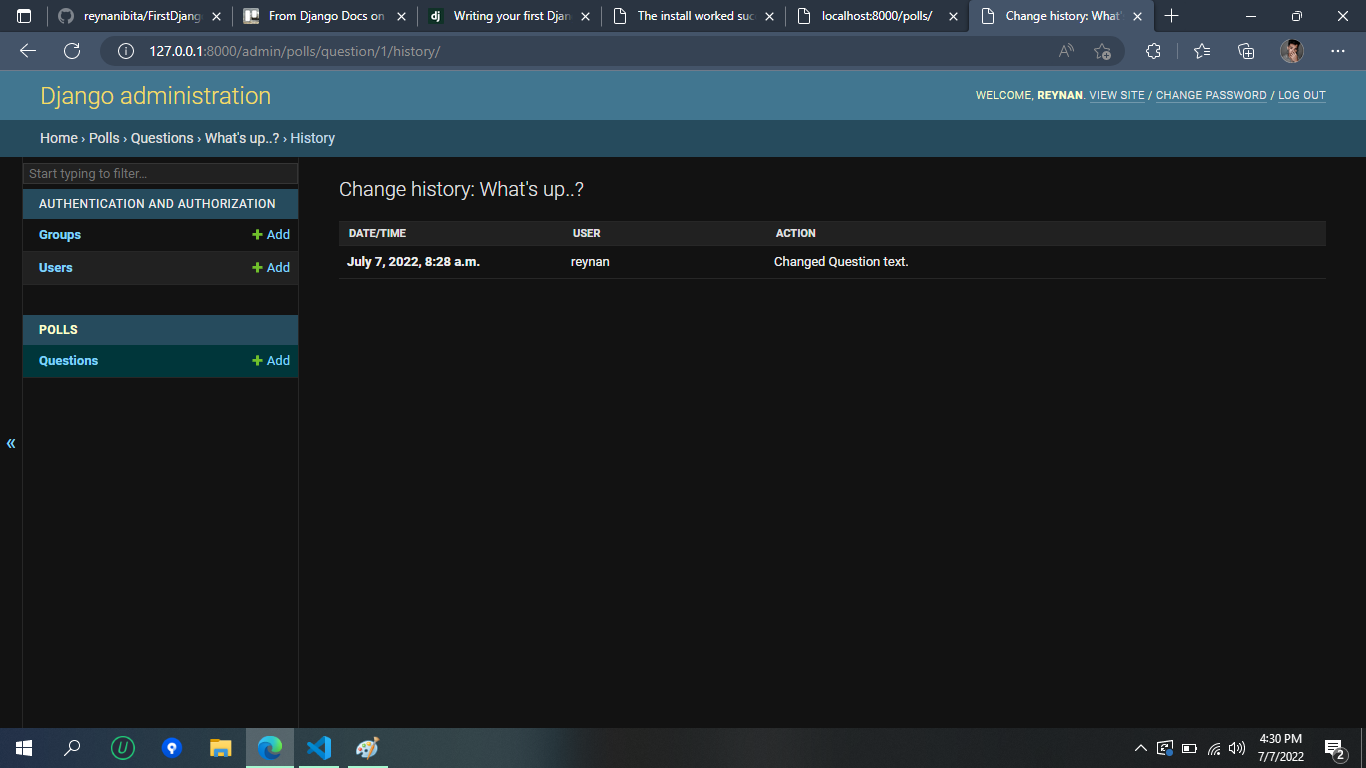 reynanibita/FirstDjang
From Django Docs on
dj Writing your first Djan
The install worked suc
localhost:8000/polls/
Change history: What'
127.0.0.1:8000/admin/polls/question/1/history/
Django administration
WELCOME, REYNAN. VIEW SITE / CHANGE PASSWORD / LOG OUT
Home › Polls › Questions › What's up..? › History
Start typing to filter...
AUTHENTICATION AND AUTHORIZATION
Groups + Add
Users + Add
POLLS
Questions + Add
«
Change history: What's up..?
DATE/TIME USER ACTION
July 7, 2022, 8:28 a.m. reynan Changed Question text.
4:30 PM
7/7/2022
2